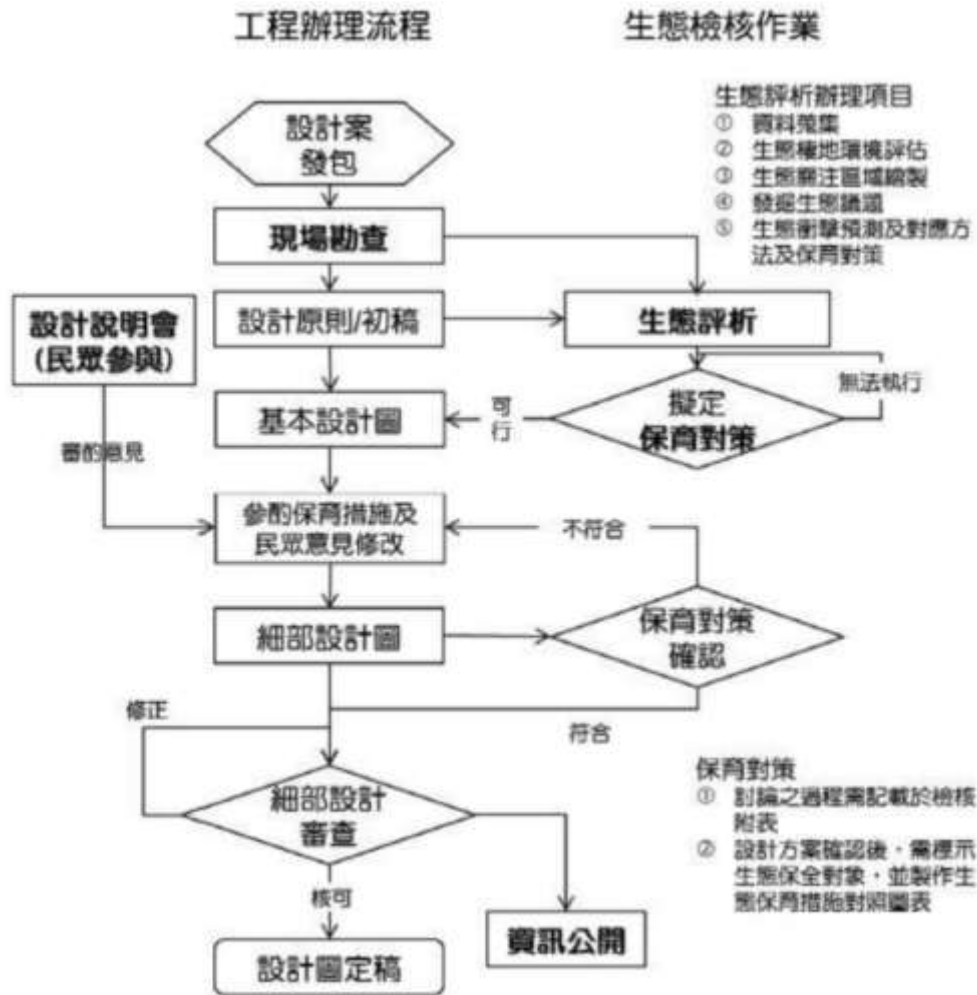 工程辦理流程
生態檢核作業
生態評析辦理項目
① 資料蒐集
② 生態棲地環境評估
③ 生態關注區域繪製
④ 發掘生態議題
⑤ 生態衝擊預測及對應方
法及保育對策
設計案
發包
現場勘查
設計說明會
(民眾參與)
設計原則/初稿
生態評析
無法執行
基本設計圖
可
行
擬定
保育對策
審酌意見
參酌保育措施及
民眾意見修改
不符合
細部設計圖
保育對策
確認
修正
符合
細部設計
審查
保育對策
① 討論之過程需記載於檢核
附表
② 設計方案確認後，需標示
生態保全對象，並製作生
態保育措施對照圖表
核可
資訊公開
設計圖定稿